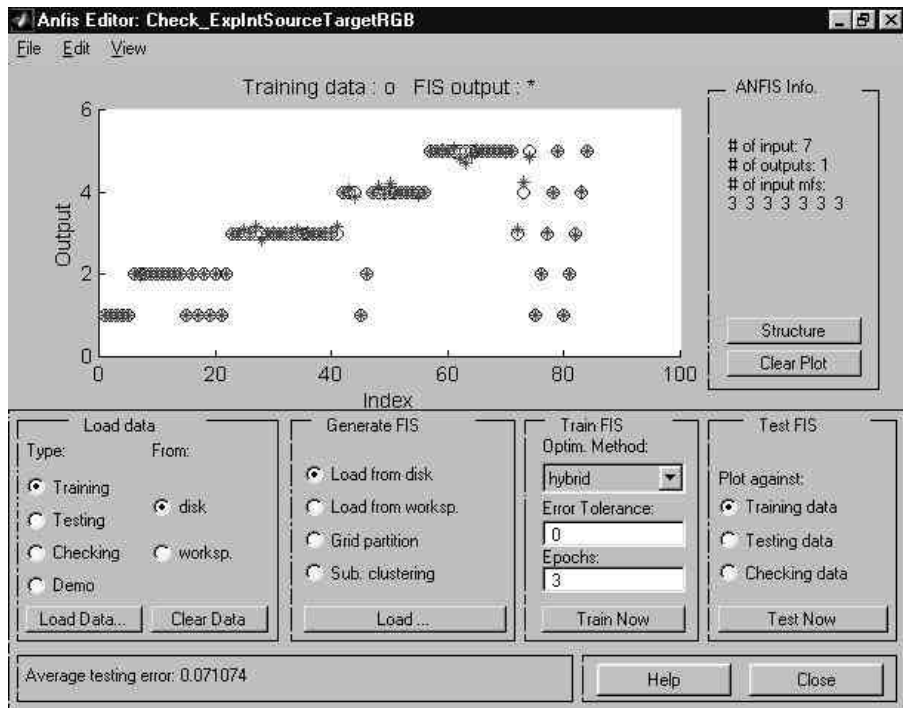 Anfis Editor: Check_ExpIntSourceTargetRGB
File Edit View
Training data : o FIS output : *
6
4
2
0
Output
0 20 40 60 80 100
Index
ANFIS Info.
# of input: 7
# of outputs: 1
# of input mfs:
3 3 3 3 3 3 3
Structure
Clear Plot
Load data
Type: From:
Training
disk
Testing
Checking
worksp.
Demo
Load Data... Clear Data
Generate FIS
Load from disk
Load from worksp.
Grid partition
Sub. clustering
Load ...
Train FIS
Optim. Method:
hybrid
Error Tolerance:
0
Epochs:
3
Train Now
Test FIS
Plot against:
Training data
Testing data
Checking data
Test Now
Average testing error: 0.071074
Help
Close